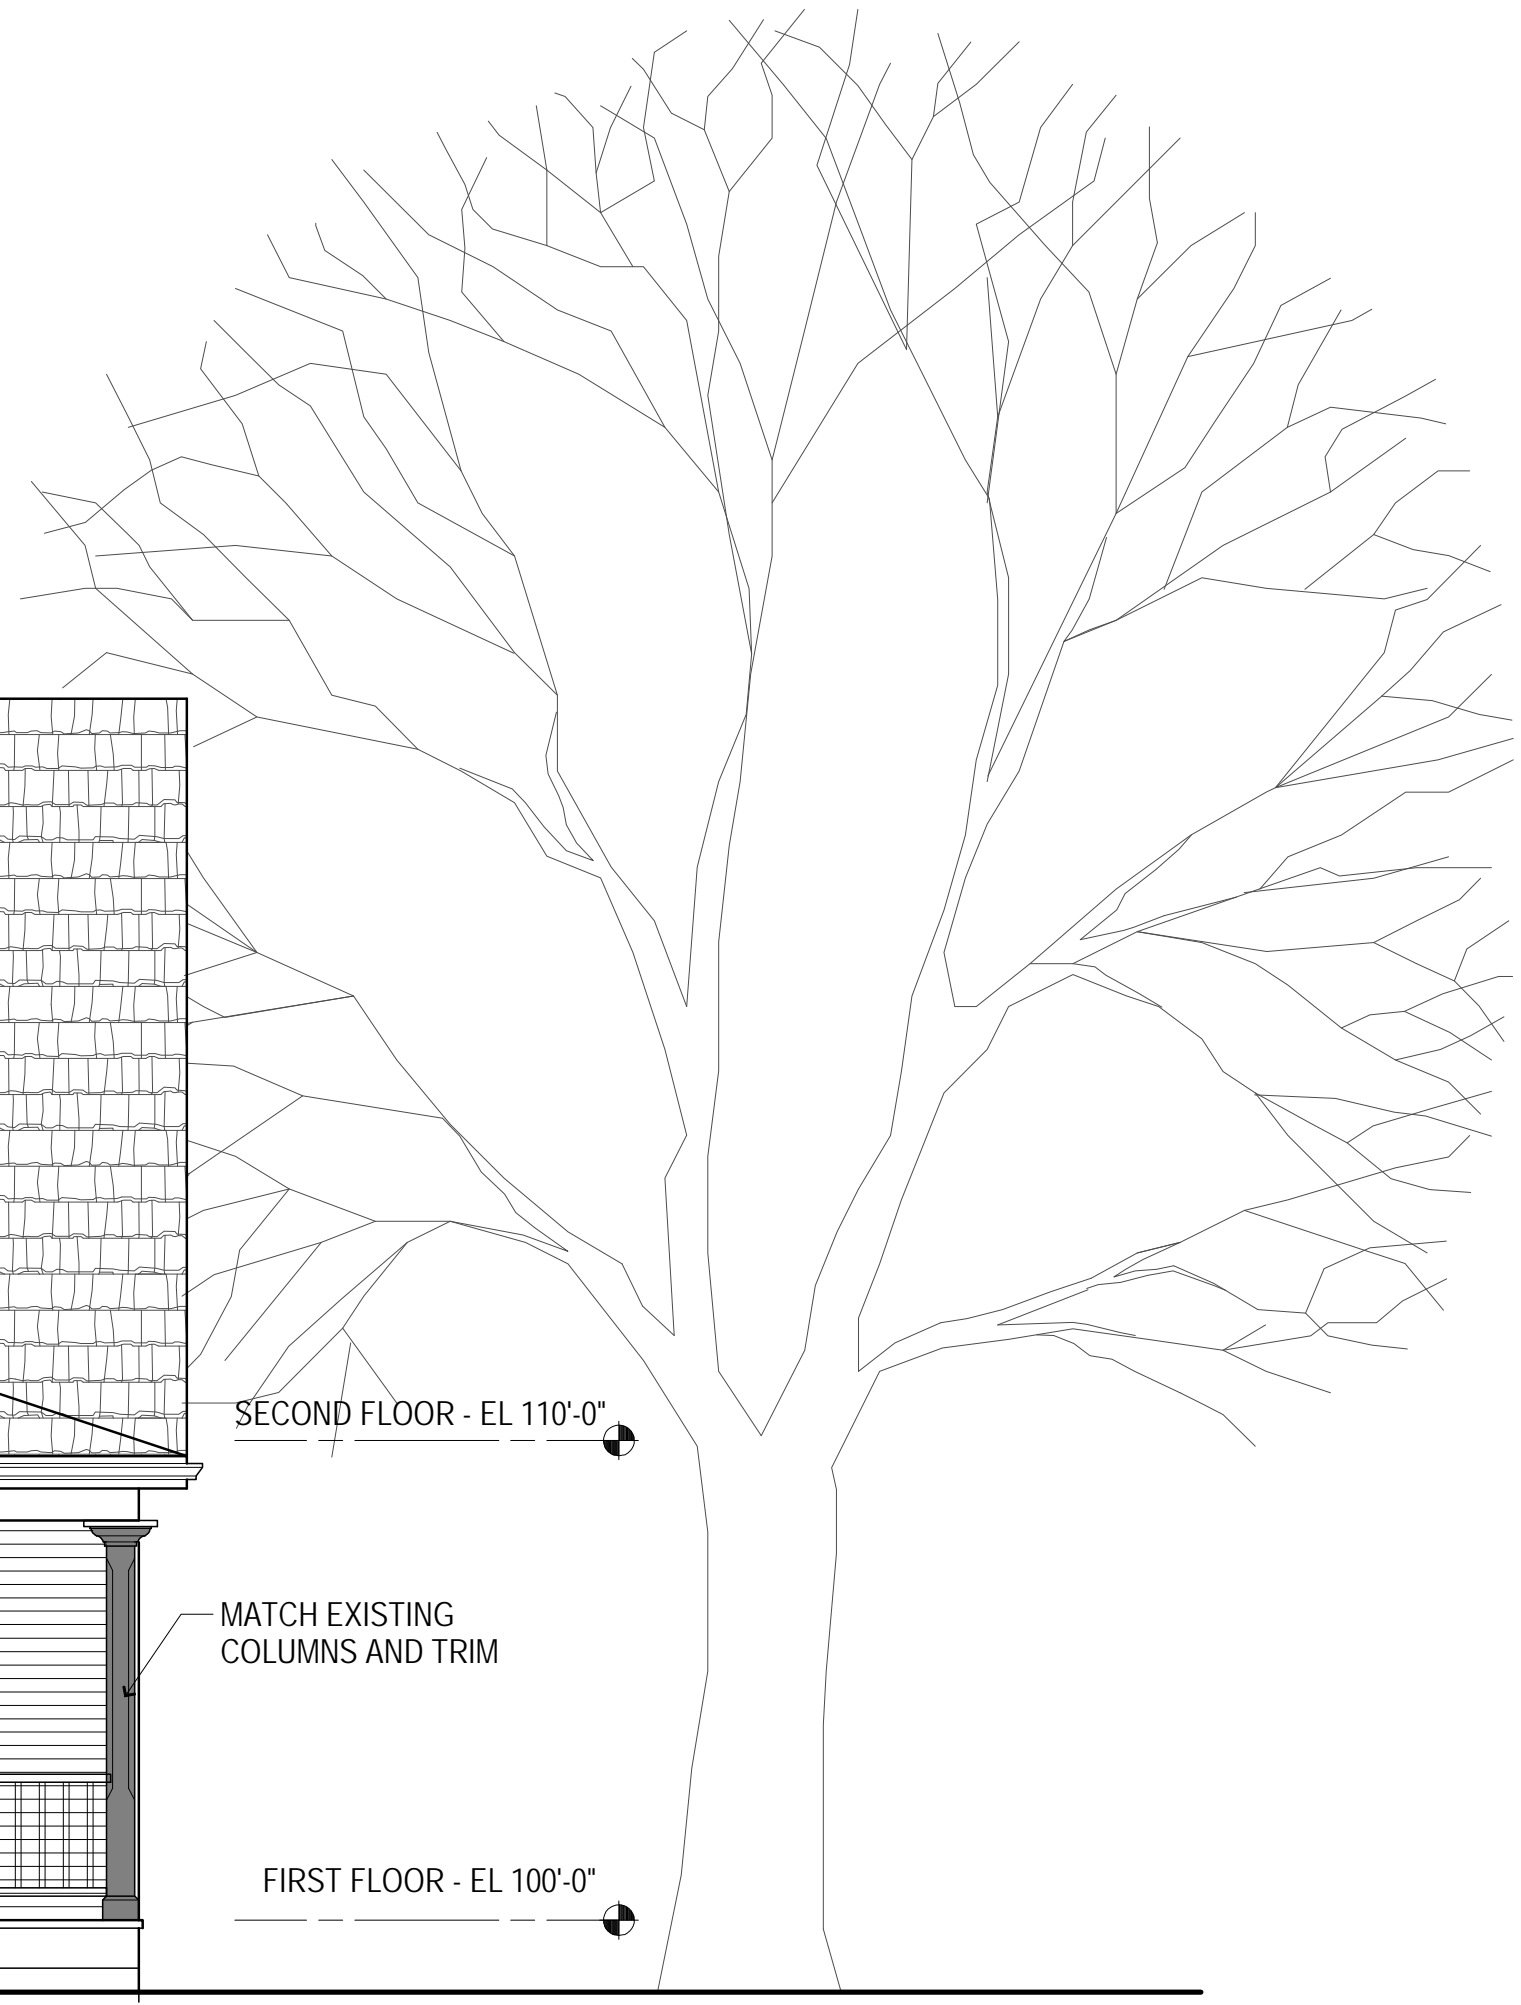 SECOND FLOOR - EL 110'-0"
MATCH EXISTING
COLUMNS AND TRIM
FIRST FLOOR - EL 100'-0"